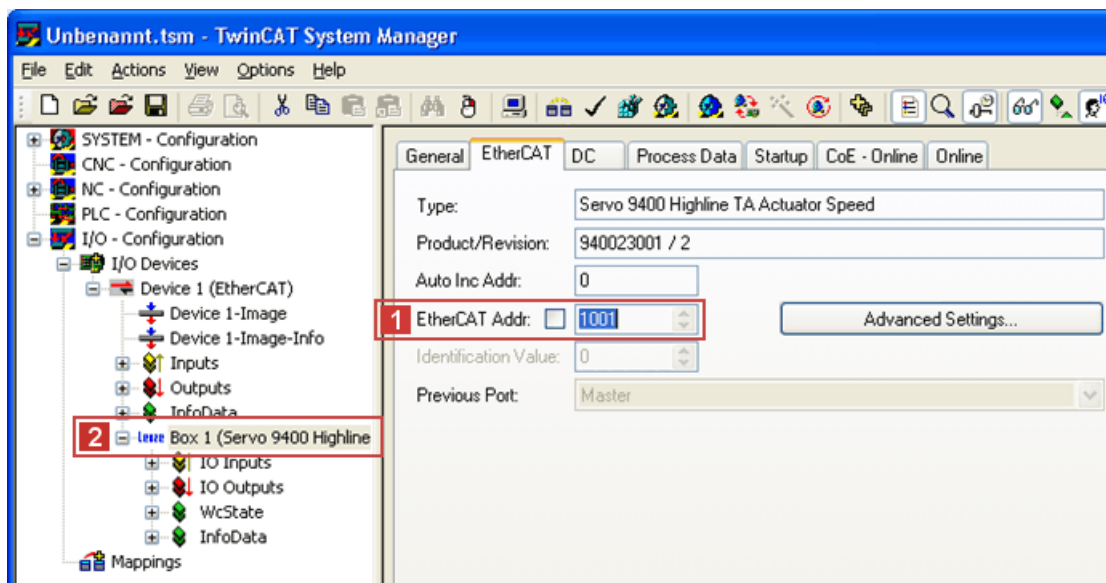 Unbenannt.tsm - TwinCAT System Manager
File Edit Actions View Options Help
SYSTEM - Configuration
CNC - Configuration
NC - Configuration
PLC - Configuration
I/O - Configuration
I/O Devices
Device 1 (EtherCAT)
Device 1-Image
Device 1-Image-Info
Inputs
Outputs
InfoData
2 Lenze Box 1 (Servo 9400 Highline
IO Inputs
IO Outputs
WcState
InfoData
Mappings
General EtherCAT DC Process Data Startup CoE - Online Online
Type: Servo 9400 Highline TA Actuator Speed
Product/Revision: 940023001 / 2
Auto Inc Addr: 0
1 EtherCAT Addr: 1001 Advanced Settings...
Identification Value: 0
Previous Port: Master